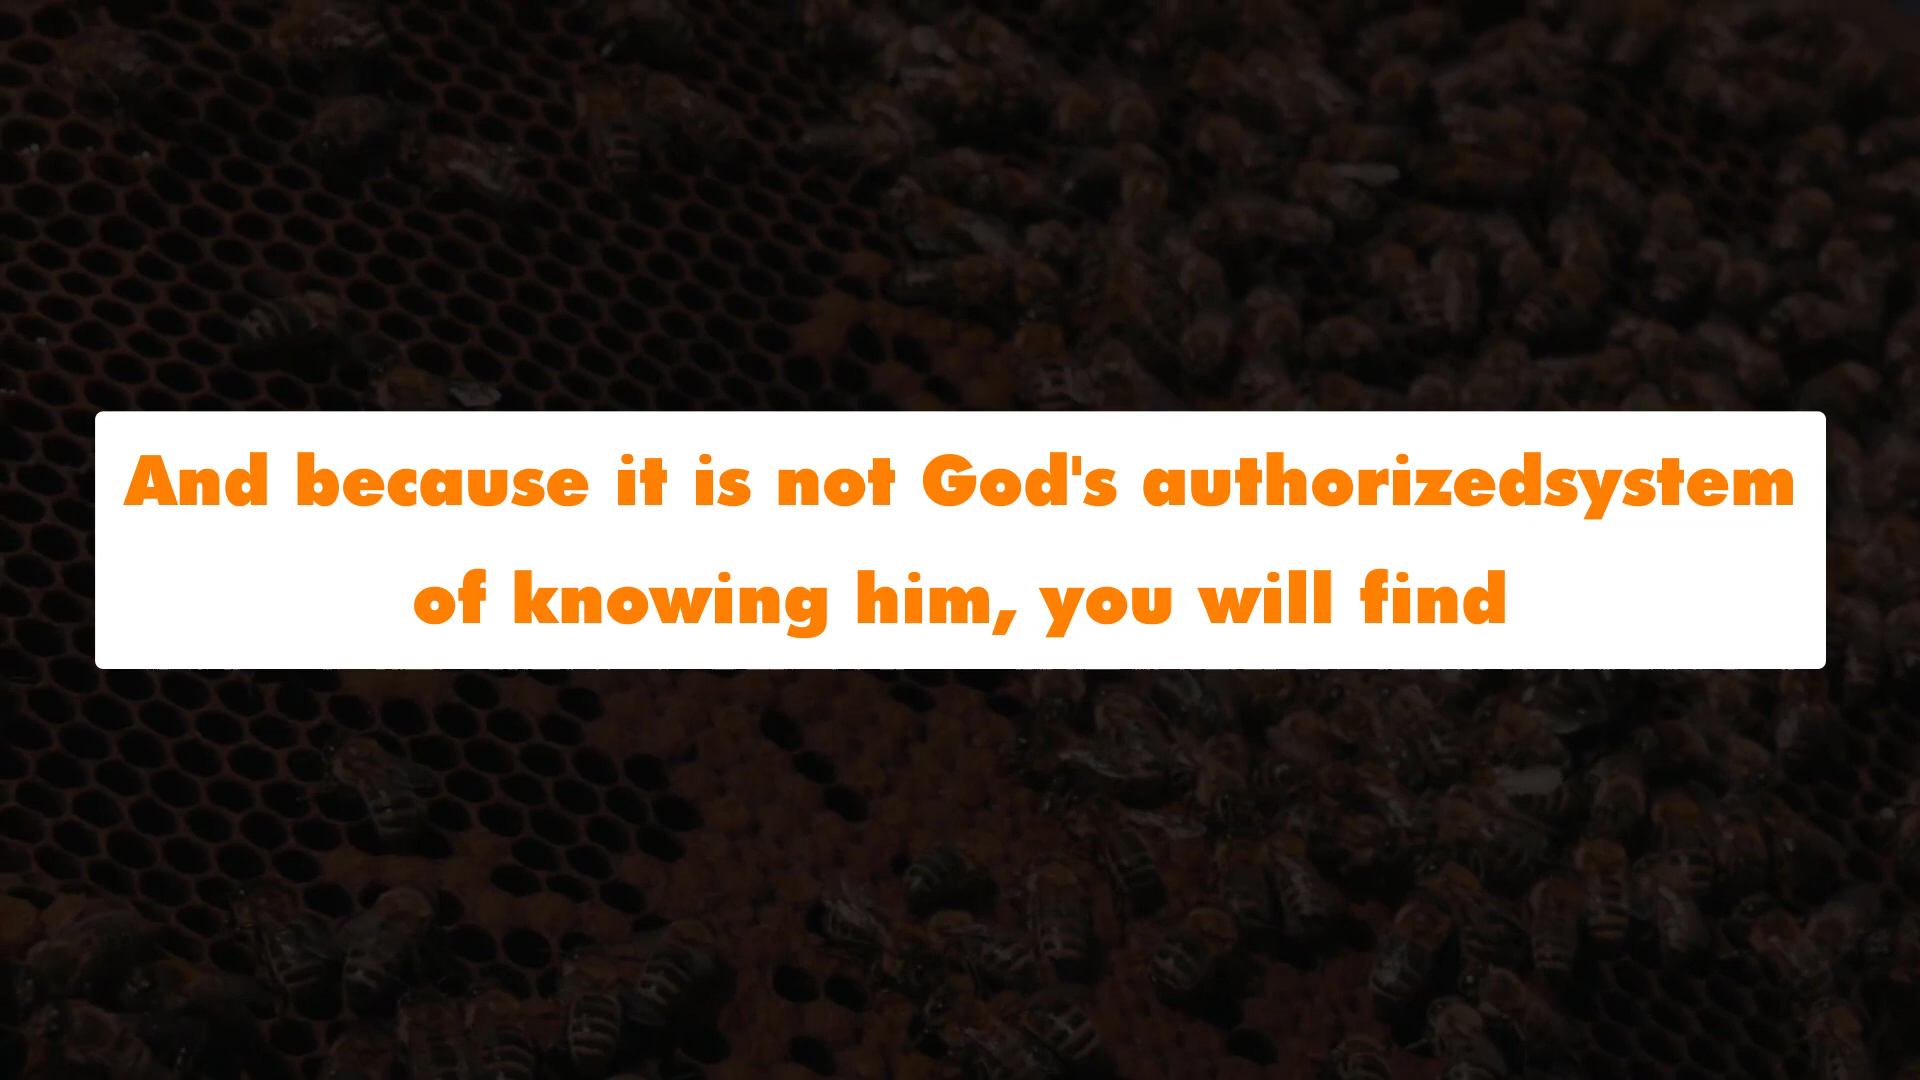 And because it is not God's authorizedsystem
of knowing him, you will find